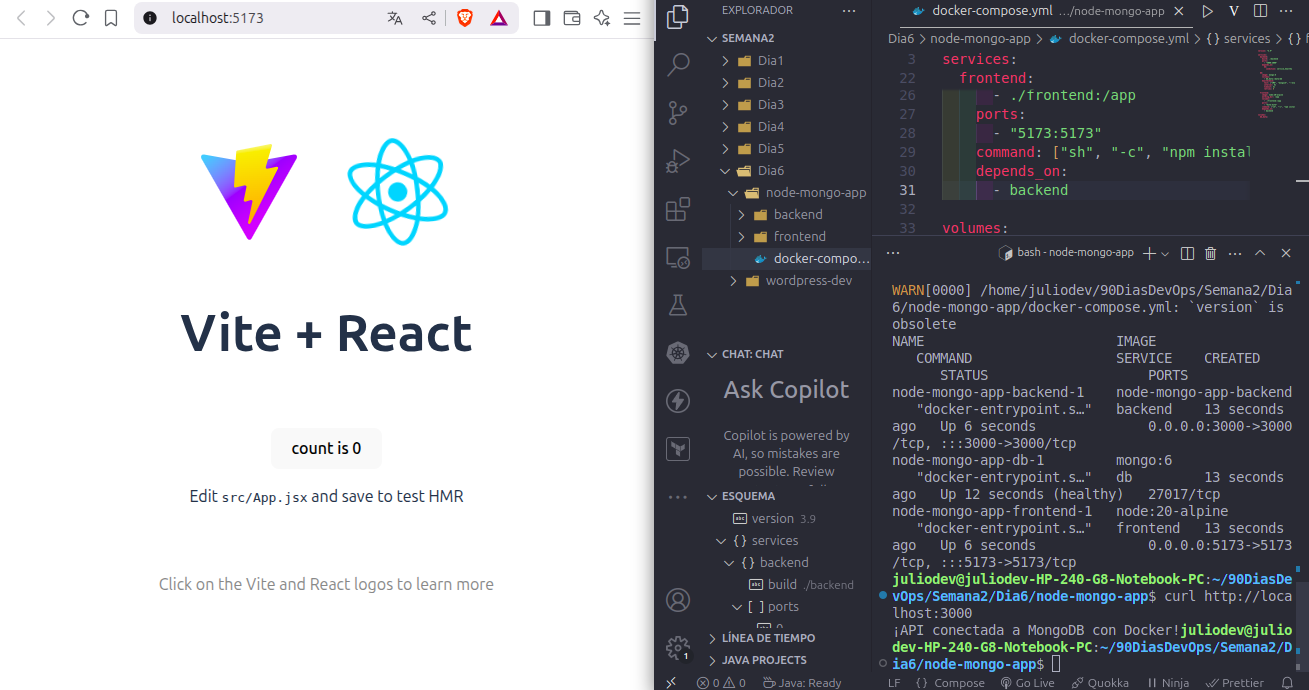 localhost:5173
Vite + React
count is 0
Edit src/App.jsx and save to test HMR
Click on the Vite and React logos to learn more
EXPLORADOR
SEMANA2
Dia1
Dia2
Dia3
Dia4
Dia5
Dia6
node-mongo-app
backend
frontend
docker-compo...
wordpress-dev
CHAT: CHAT
Ask Copilot
Copilot is powered by
AI, so mistakes are
possible. Review
ESQUEMA
version 3.9
{} services
{} backend
build ./backend
[ ] ports
LÍNEA DE TIEMPO
JAVA PROJECTS
1
docker-compose.yml .../node-mongo-app
Dia6 > node-mongo-app > docker-compose.yml > {} services > {} f
3 services:
22 frontend:
26 - ./frontend:/app
27 ports:
28 - "5173:5173"
29 command: ["sh", "-c", "npm instal
30 depends_on:
31 - backend
32
33 volumes:
bash - node-mongo-app
WARN[0000] /home/juliodev/90DiasDevOps/Semana2/Dia
6/node-mongo-app/docker-compose.yml: `version` is
obsolete
NAME IMAGE
COMMAND SERVICE CREATED
STATUS PORTS
node-mongo-app-backend-1 node-mongo-app-backend
"docker-entrypoint.s…" backend 13 seconds
ago Up 6 seconds 0.0.0.0:3000->3000
/tcp, :::3000->3000/tcp
node-mongo-app-db-1 mongo:6
"docker-entrypoint.s…" db 13 seconds
ago Up 12 seconds (healthy) 27017/tcp
node-mongo-app-frontend-1 node:20-alpine
"docker-entrypoint.s…" frontend 13 seconds
ago Up 6 seconds 0.0.0.0:5173->5173
/tcp, :::5173->5173/tcp
juliodev@juliodev-HP-240-G8-Notebook-PC:~/90DiasDe
vOps/Semana2/Dia6/node-mongo-app$ curl http://loca
lhost:3000
¡API conectada a MongoDB con Docker!juliodev@julio
dev-HP-240-G8-Notebook-PC:~/90DiasDevOps/Semana2/D
ia6/node-mongo-app$
0 0 Java: Ready LF {} Compose Go Live Quokka Ninja Prettier